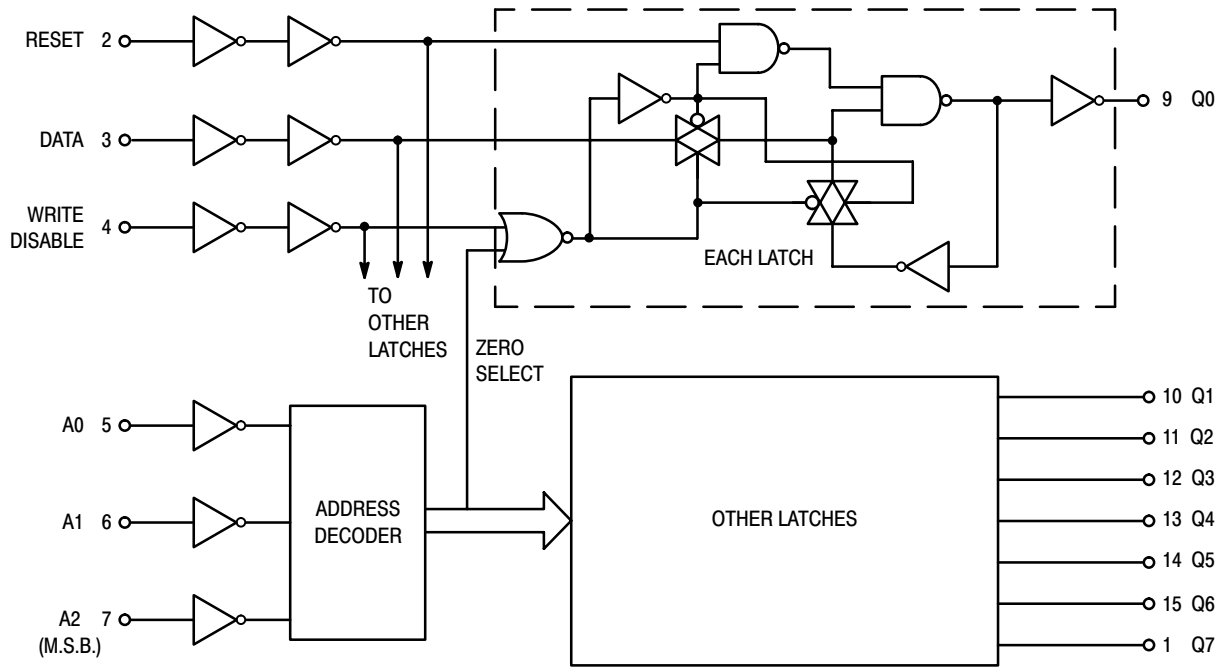 RESET 2
9 Q0
DATA 3
WRITE
DISABLE 4
EACH LATCH
TO
OTHER
LATCHES
ZERO
SELECT
A0 5
A1 6
A2 7
(M.S.B.)
ADDRESS
DECODER
OTHER LATCHES
10 Q1
11 Q2
12 Q3
13 Q4
14 Q5
15 Q6
1 Q7